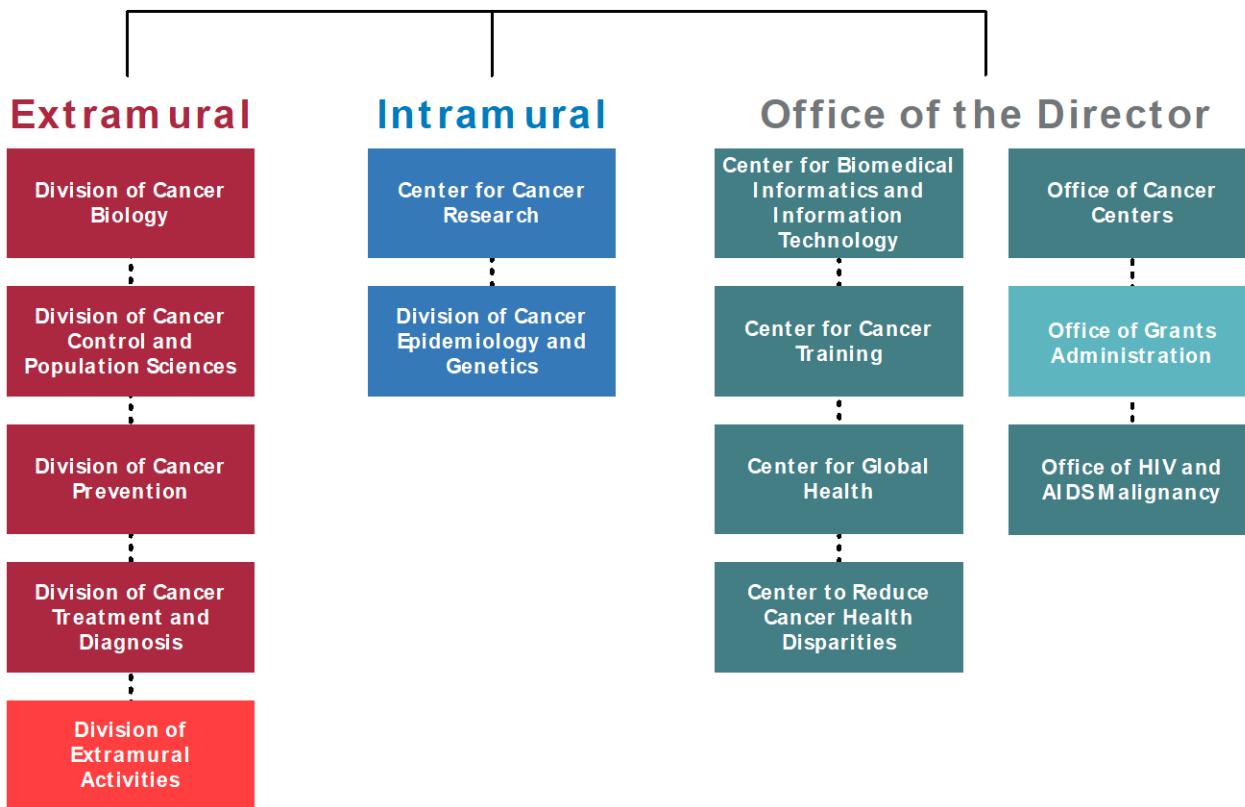 Extramural
Division of Cancer
Biology
Division of Cancer
Control and
Population Sciences
Division of Cancer
Prevention
Division of Cancer
Treatment and
Diagnosis
Division of
Extramural
Activities
Intramural
Center for Cancer
Research
Division of Cancer
Epidemiology and
Genetics
Office of the Director
Center for Biomedical
Informatics and
Information
Technology
Center for Cancer
Training
Center for Global
Health
Center to Reduce
Cancer Health
Disparities
Office of Cancer
Centers
Office of Grants
Administration
Office of HIV and
AIDS Malignancy